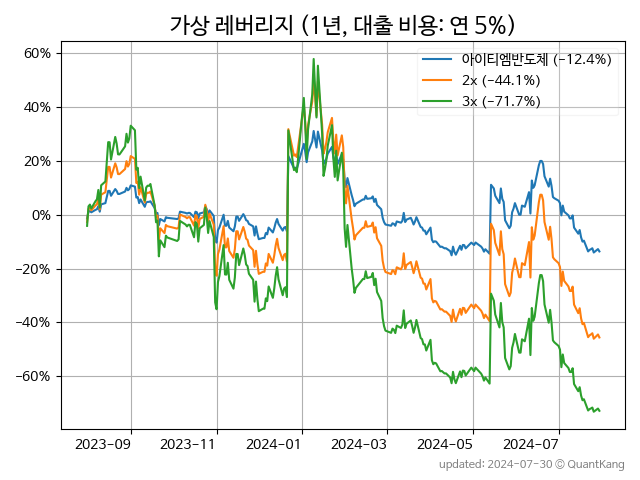 가상 레버리지 (1년, 대출 비용: 연 5%)
아이티엠반도체 (−12.4%)
2x (−44.1%)
3x (−71.7%)
60%
40%
20%
0%
−20%
−40%
−60%
2023-09 2023-11 2024-01 2024-03 2024-05 2024-07
updated: 2024-07-30 © QuantKang